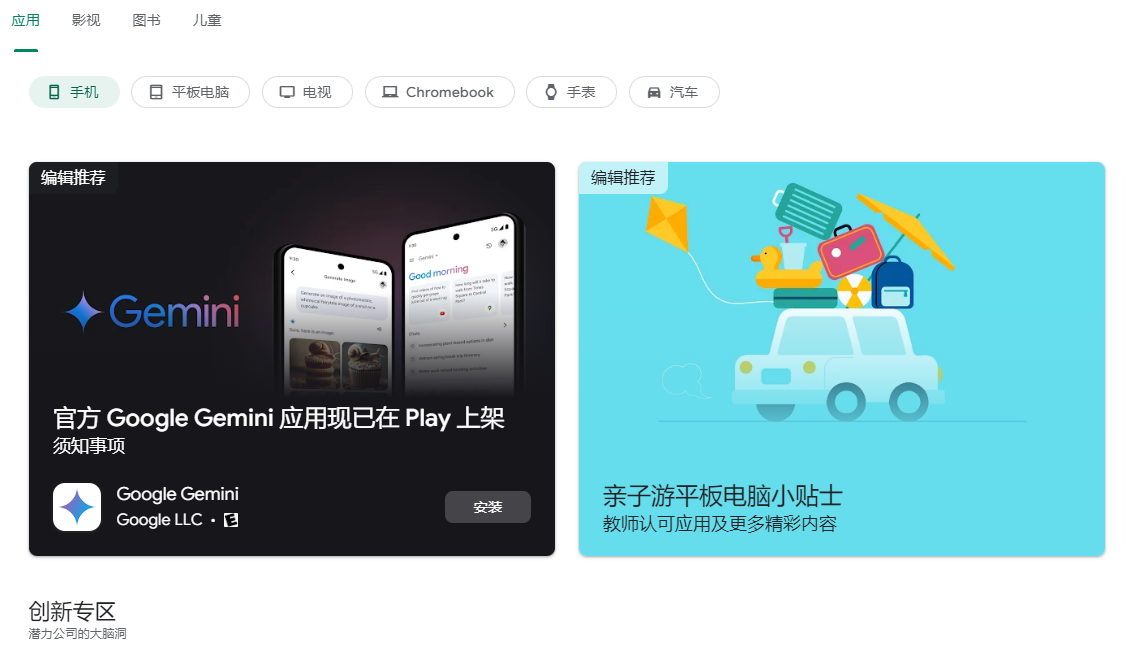 应用 影视 图书 儿童
手机 平板电脑 电视 Chromebook 手表 汽车
编辑推荐
Gemini
Generate image
Gemini
Good morning
官方 Google Gemini 应用现已在 Play 上架
须知事项
Google Gemini
Google LLC •
安装
编辑推荐
亲子游平板电脑小贴士
教师认可应用及更多精彩内容
创新专区
潜力公司的大脑洞